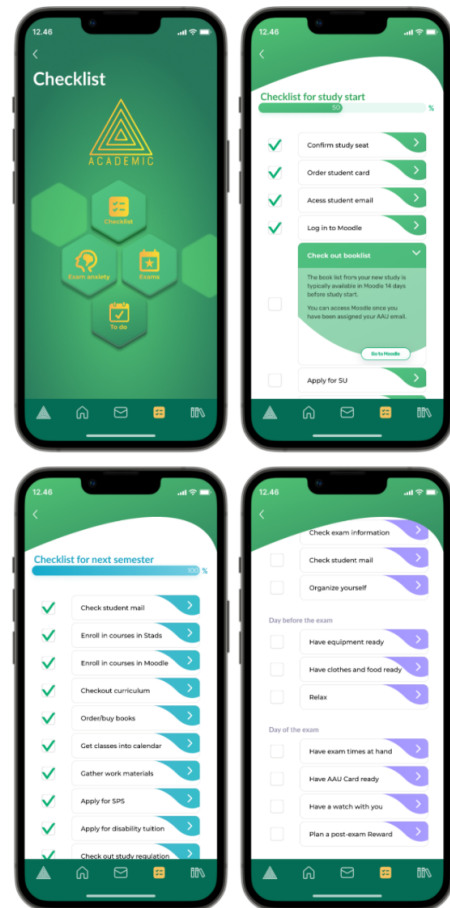 12.46
Checklist
ACADEMIC
Checklist
Exam anxiety
Exams
To do
12.46
Checklist for study start
50
%
Confirm study seat
Order student card
Acess student email
Log in to Moodle
Check out booklist
The book list from your new study is
typically available in Moodle 14 days
before study start.
You can access Moodle once you
have been assigned your AAU email.
Go to Moodle
Apply for SU
12.46
Checklist for next semester
100 %
Check student mail
Enroll in courses in Stads
Enroll in courses in Moodle
Checkout curriculum
Order/buy books
Get classes into calendar
Gather work materials
Apply for SPS
Apply for disability tuition
Check out study regulation
12.46
Check exam information
Check student mail
Organize yourself
Day before the exam
Have equipment ready
Have clothes and food ready
Relax
Day of the exam
Have exam times at hand
Have AAU Card ready
Have a watch with you
Plan a post-exam Reward